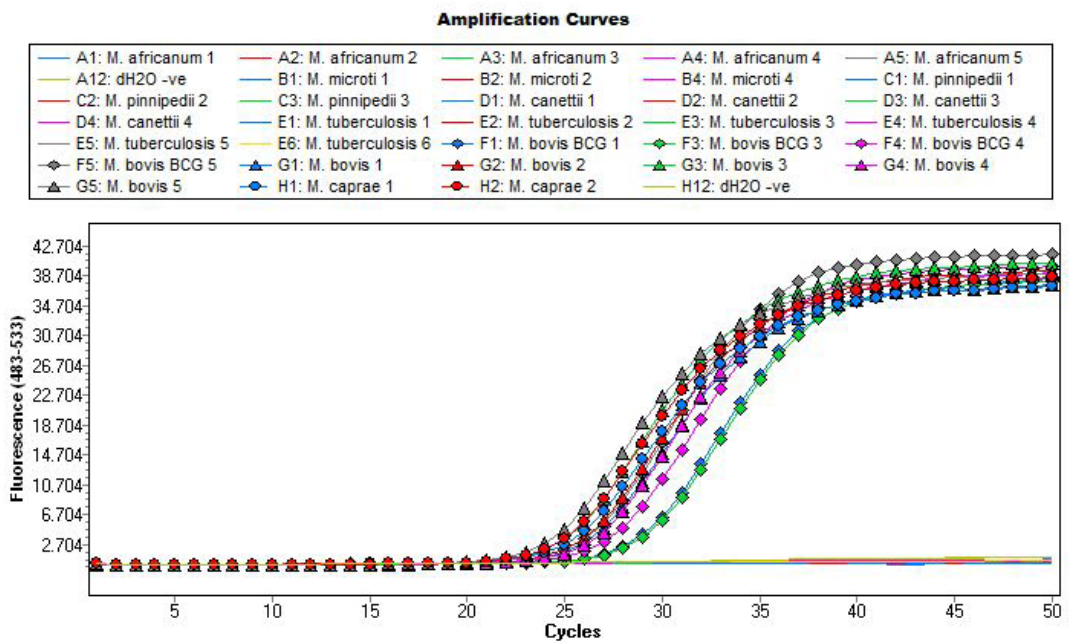 Amplification Curves
A1: M. africanum 1 A2: M. africanum 2 A3: M. africanum 3 A4: M. africanum 4 A5: M. africanum 5
A12: dH2O -ve B1: M. microti 1 B2: M. microti 2 B4: M. microti 4 C1: M. pinnipedii 1
C2: M. pinnipedii 2 C3: M. pinnipedii 3 D1: M. canettii 1 D2: M. canettii 2 D3: M. canettii 3
D4: M. canettii 4 E1: M. tuberculosis 1 E2: M. tuberculosis 2 E3: M. tuberculosis 3 E4: M. tuberculosis 4
E5: M. tuberculosis 5 E6: M. tuberculosis 6 F1: M. bovis BCG 1 F3: M. bovis BCG 3 F4: M. bovis BCG 4
F5: M. bovis BCG 5 G1: M. bovis 1 G2: M. bovis 2 G3: M. bovis 3 G4: M. bovis 4
G5: M. bovis 5 H1: M. caprae 1 H2: M. caprae 2 H12: dH2O -ve
42.704
38.704
34.704
30.704
26.704
22.704
18.704
14.704
10.704
6.704
2.704
Fluorescence (483-533)
5 10 15 20 25 30 35 40 45 50
Cycles